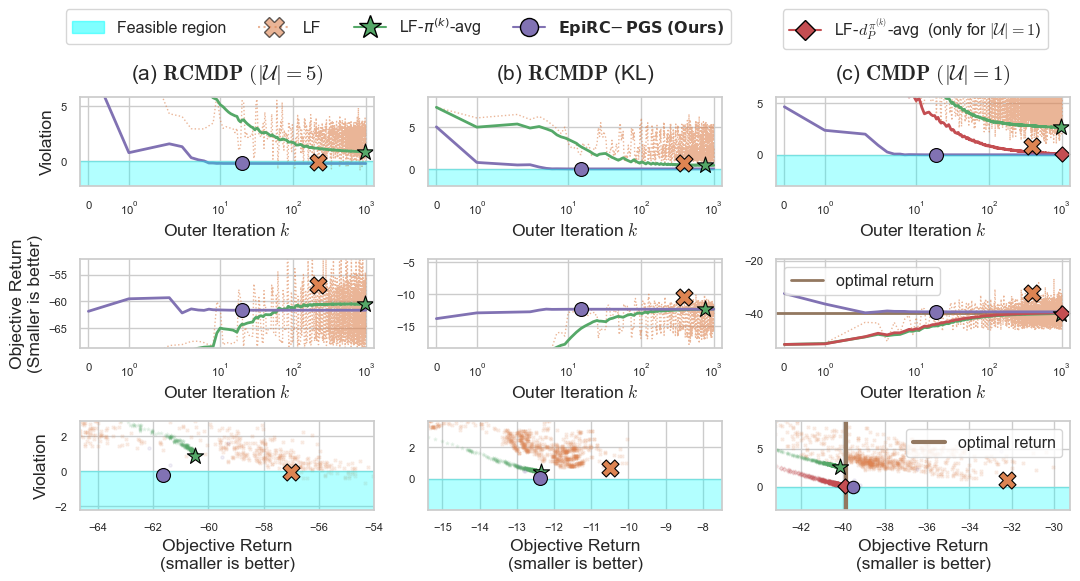 Feasible region LF LF-π^(k)-avg EpiRC−PGS (Ours) LF-d_P^{π^(k)}-avg (only for |𝒰| = 1)
(a) RCMDP (|𝒰| = 5) (b) RCMDP (KL) (c) CMDP (|𝒰| = 1)
Violation
5
0
5
0
5
0
0 10^0 10^1 10^2 10^3
0 10^0 10^1 10^2 10^3
0 10^0 10^1 10^2 10^3
Outer Iteration k
Outer Iteration k
Outer Iteration k
Objective Return
(Smaller is better)
−55
−60
−65
−5
−10
−15
−20
−40
optimal return
0 10^0 10^1 10^2 10^3
0 10^0 10^1 10^2 10^3
0 10^0 10^1 10^2 10^3
Outer Iteration k
Outer Iteration k
Outer Iteration k
Violation
2
0
−2
2
0
5
0
optimal return
−64 −62 −60 −58 −56 −54
−15 −14 −13 −12 −11 −10 −9 −8
−42 −40 −38 −36 −34 −32 −30
Objective Return
(smaller is better)
Objective Return
(smaller is better)
Objective Return
(smaller is better)